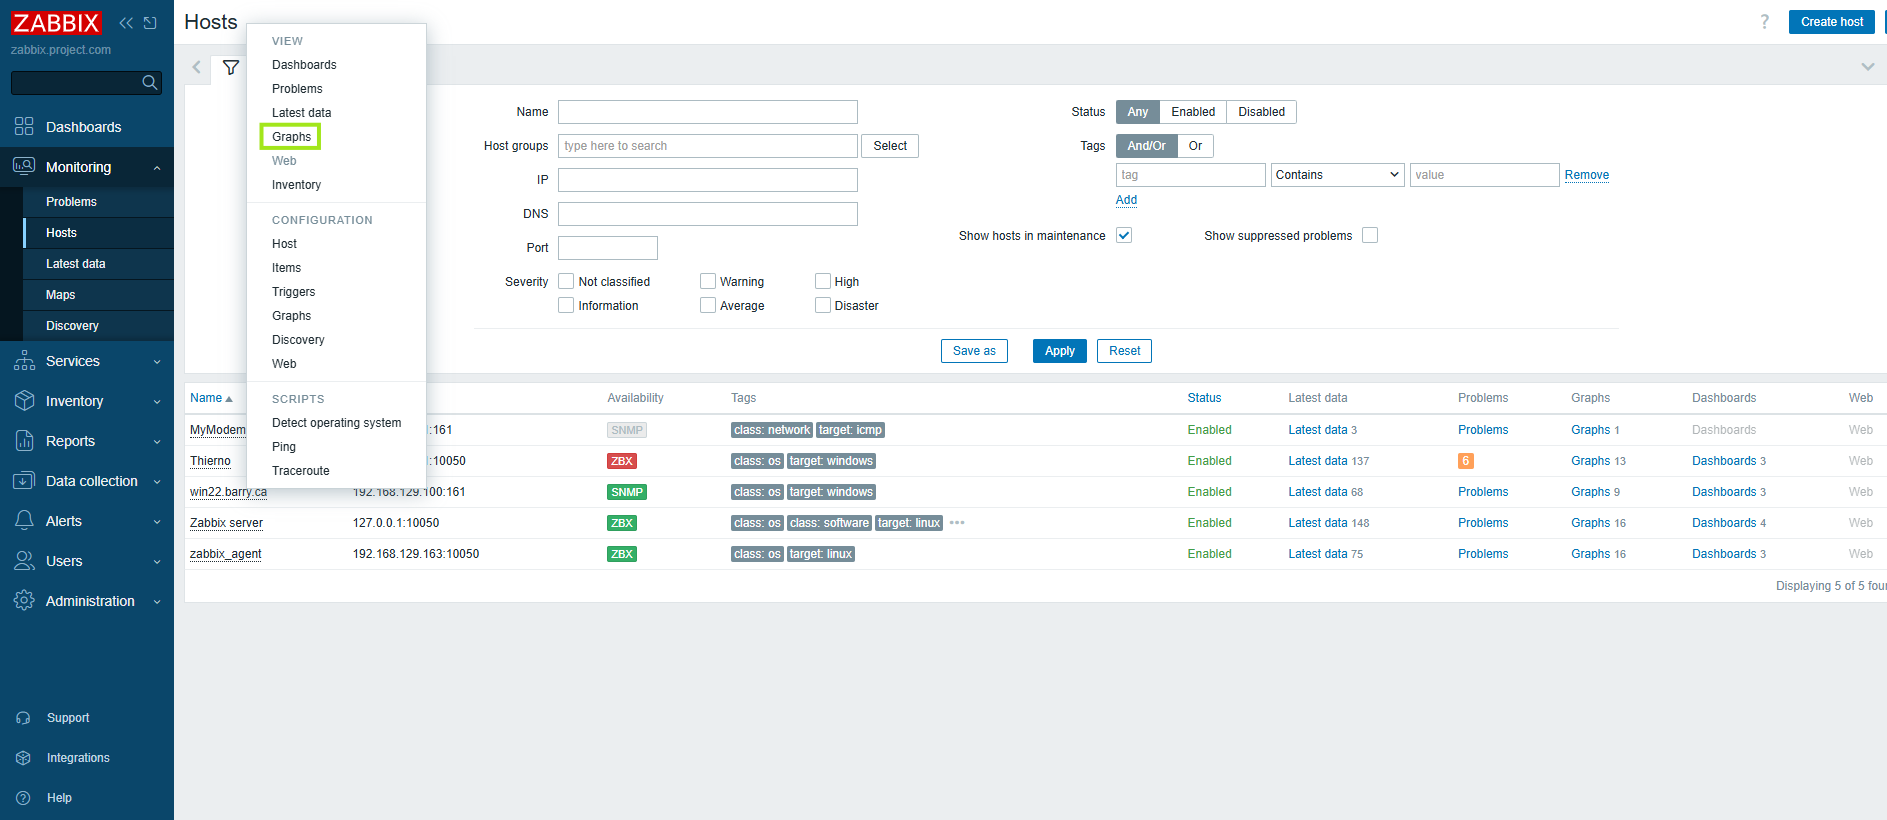 ZABBIX
zabbix.project.com
Dashboards
Monitoring
Problems
Hosts
Latest data
Maps
Discovery
Services
Inventory
Reports
Data collection
Alerts
Users
Administration
Support
Integrations
Help
Hosts
? Create host
VIEW
Dashboards
Problems
Latest data
Graphs
Web
Inventory
CONFIGURATION
Host
Items
Triggers
Graphs
Discovery
Web
SCRIPTS
Detect operating system
Ping
Traceroute
Name
Host groups type here to search Select
IP
DNS
Port
Severity Not classified Warning High
Information Average Disaster
Status Any Enabled Disabled
Tags And/Or Or
tag Contains value Remove
Add
Show hosts in maintenance Show suppressed problems
Save as Apply Reset
Name Availability Tags Status Latest data Problems Graphs Dashboards Web
MyModem :161 SNMP class: network target: icmp Enabled Latest data 3 Problems Graphs 1 Dashboards Web
Thierno 1:10050 ZBX class: os target: windows Enabled Latest data 137 6 Graphs 13 Dashboards 3 Web
win22.barry.ca 192.168.129.100:161 SNMP class: os target: windows Enabled Latest data 68 Problems Graphs 9 Dashboards 3 Web
Zabbix server 127.0.0.1:10050 ZBX class: os class: software target: linux ••• Enabled Latest data 148 Problems Graphs 16 Dashboards 4 Web
zabbix_agent 192.168.129.163:10050 ZBX class: os target: linux Enabled Latest data 75 Problems Graphs 16 Dashboards 3 Web
Displaying 5 of 5